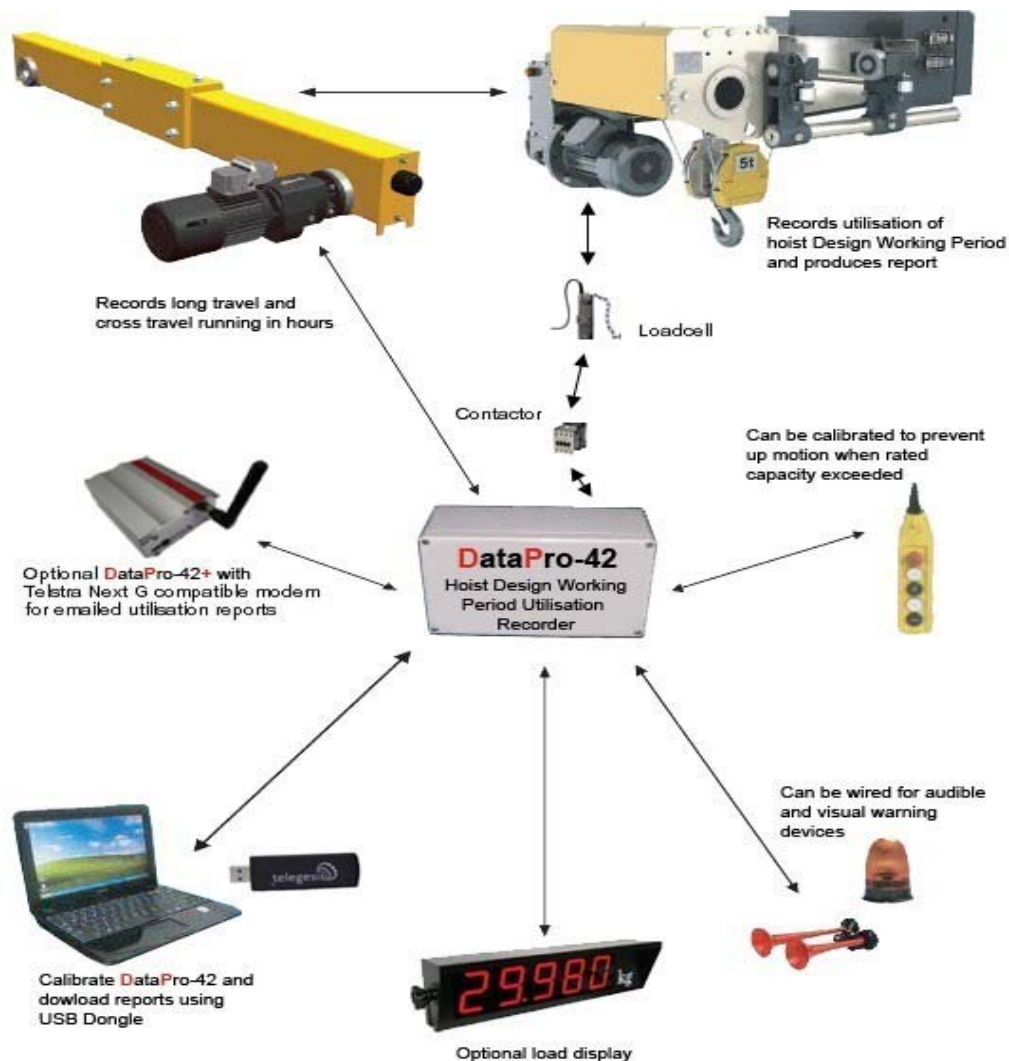 5t
Records utilisation of
hoist Design Working Period
and produces report
Records long travel and
cross travel running in hours
Loadcell
Contactor
Can be calibrated to prevent
up motion when rated
capacity exceeded
DataPro-42
Hoist Design Working
Period Utilisation
Recorder
Optional DataPro-42+ with
Telstra Next G compatible modem
for emailed utilisation reports
Can be wired for audible
and visual warning
devices
telegesis
Calibrate DataPro-42 and
dowload reports using
USB Dongle
29.980
Optional load display